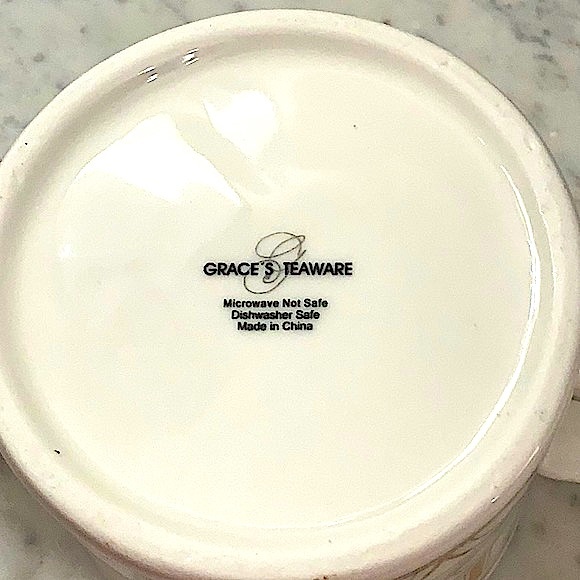 GRACE'S TEAWARE
Microwave Not Safe
Dishwasher Safe
Made in China